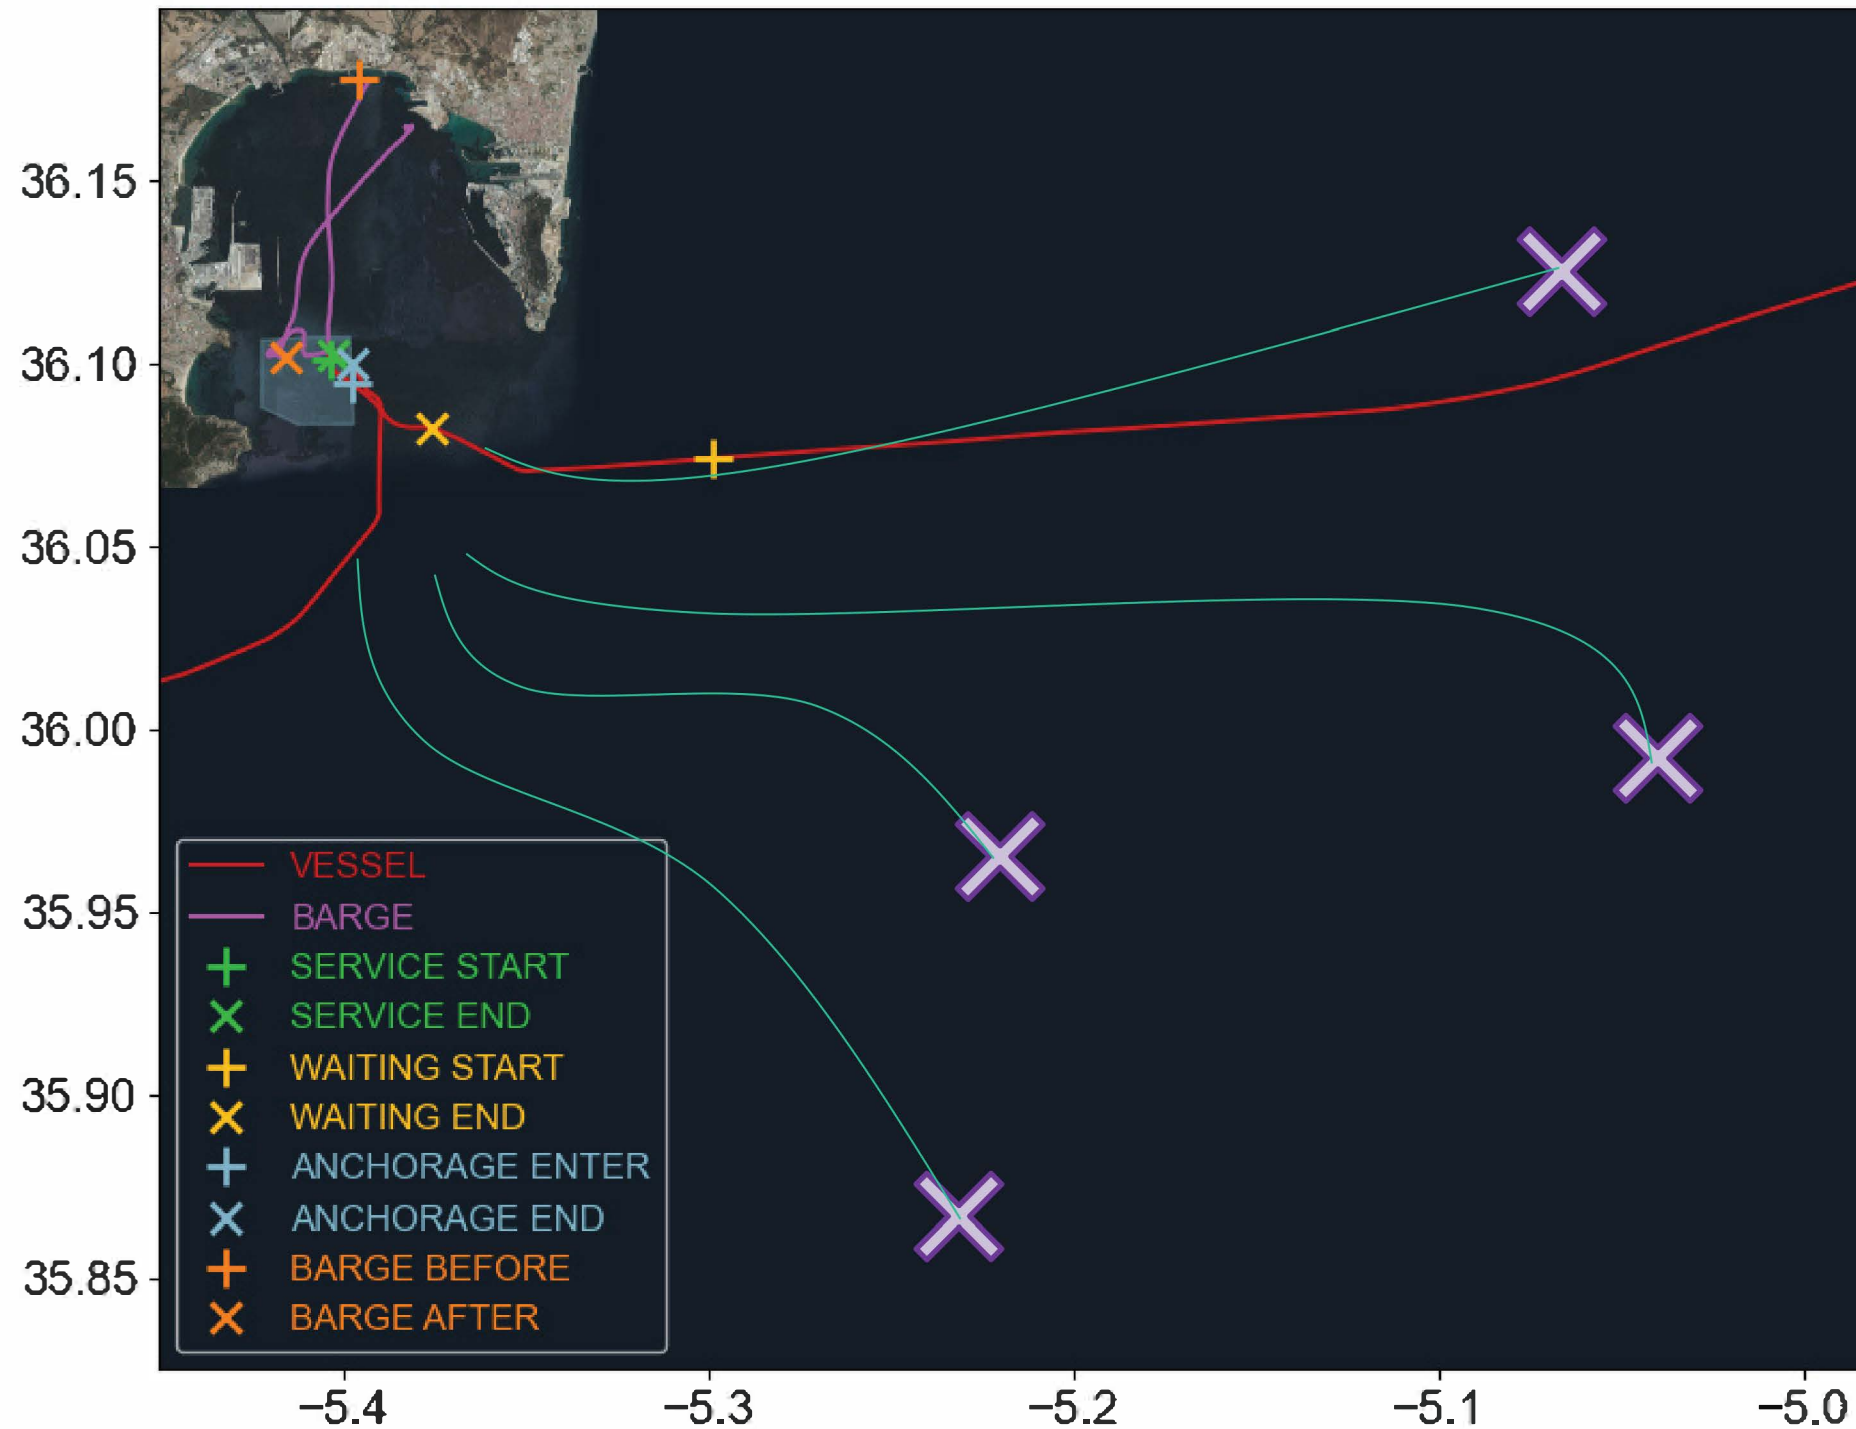 36.15
36.10
36.05
36.00
35.95
35.90
35.85
VESSEL
BARGE
SERVICE START
SERVICE END
WAITING START
WAITING END
ANCHORAGE ENTER
ANCHORAGE END
BARGE BEFORE
BARGE AFTER
−5.4 −5.3 −5.2 −5.1 −5.0